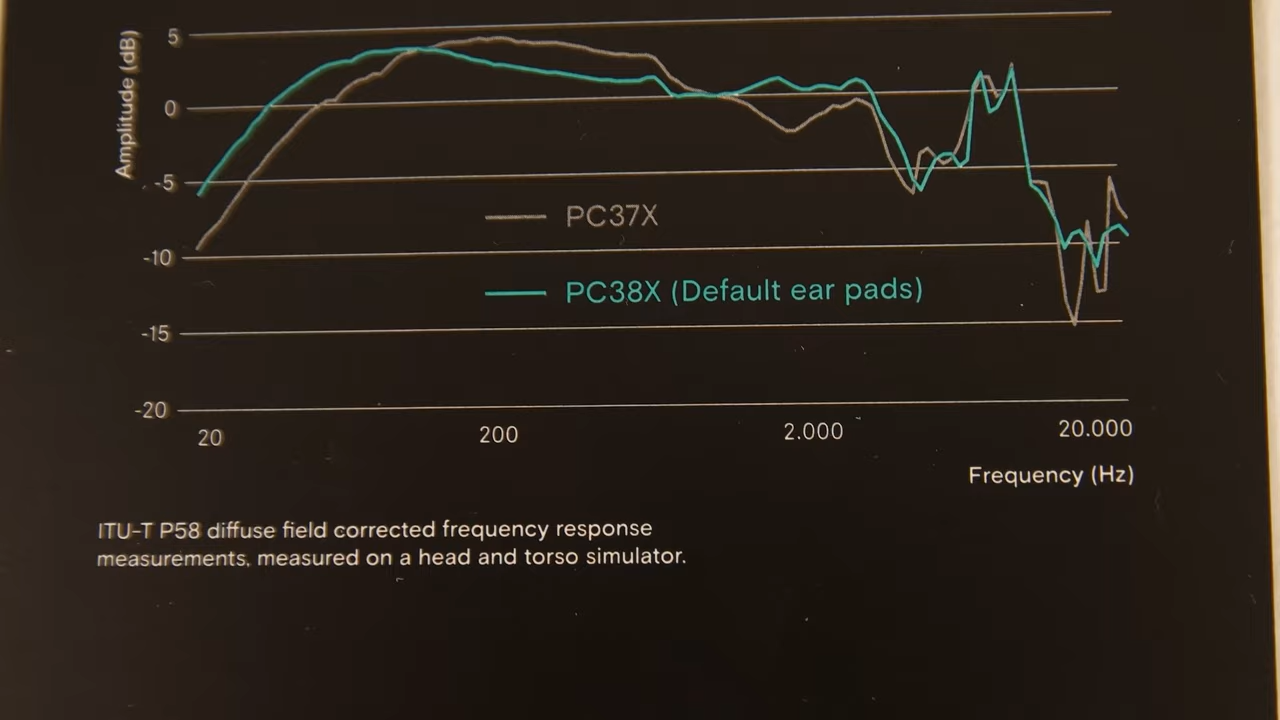 Amplitude (dB)
5
0
-5
-10
-15
-20
PC37X
PC38X (Default ear pads)
20
200
2.000
20.000
Frequency (Hz)
ITU-T P58 diffuse field corrected frequency response
measurements, measured on a head and torso simulator.